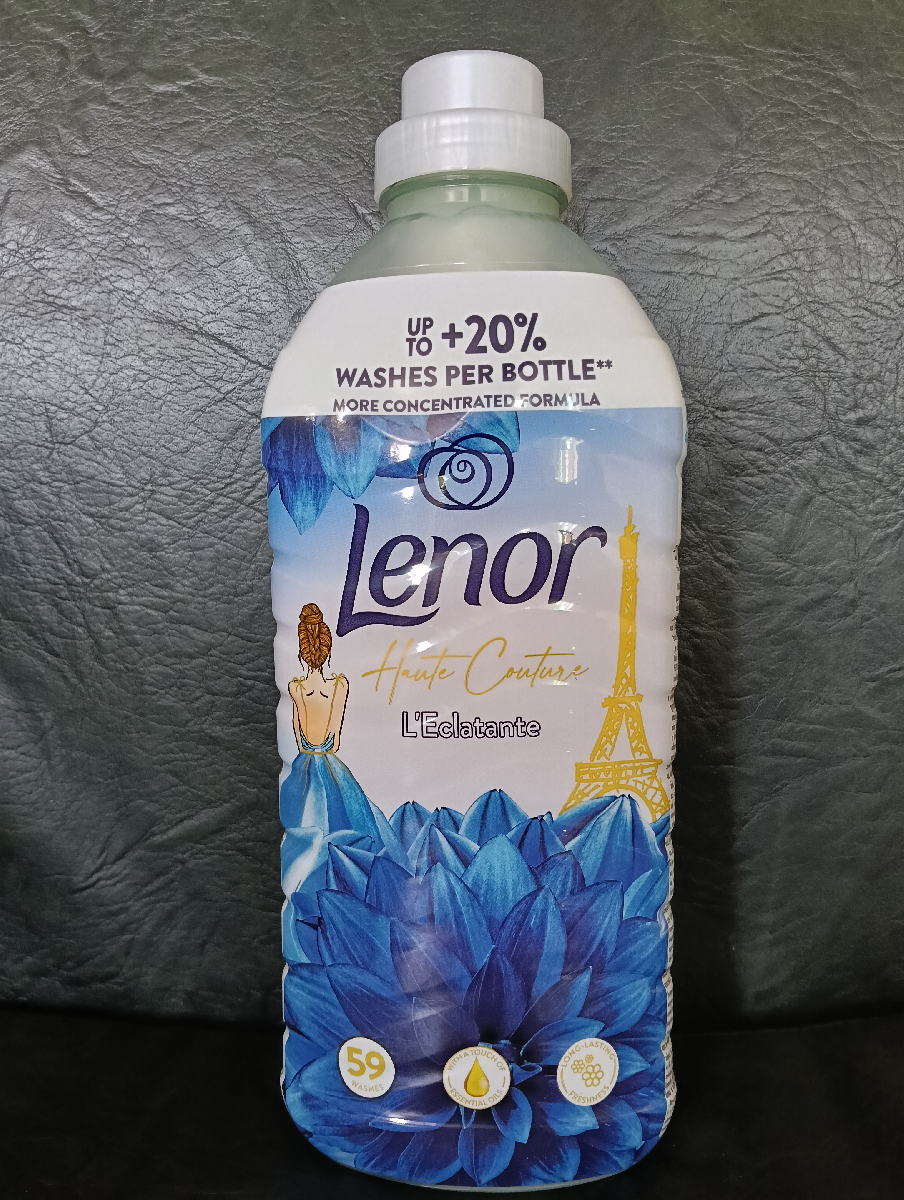 UP TO +20%
WASHES PER BOTTLE**
MORE CONCENTRATED FORMULA
Lenor
Haute Couture
L'Eclatante
59
WASHES
WITH A TOUCH OF
ESSENTIAL OILS
LONG-LASTING
FRESHNESS